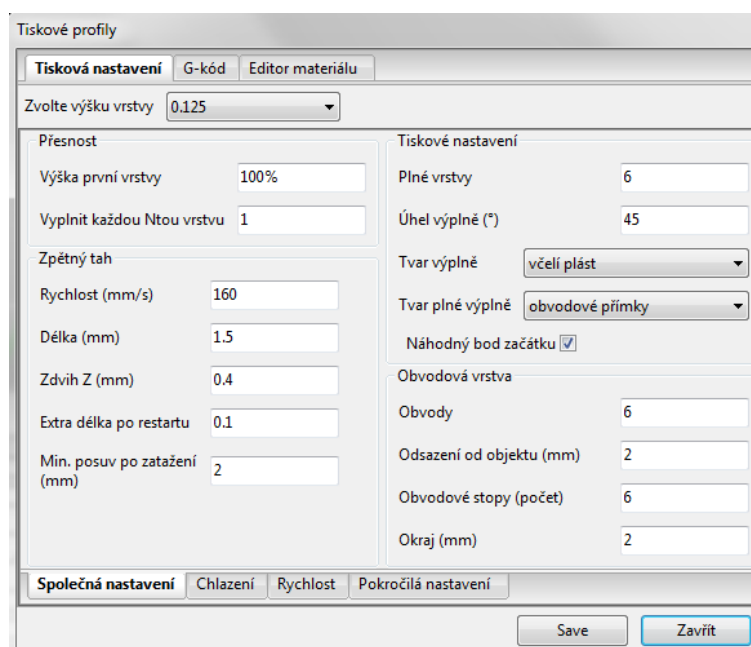 Tiskové profily
Tisková nastavení G-kód Editor materiálu
Zvolte výšku vrstvy 0.125
Přesnost
Výška první vrstvy 100%
Vyplnit každou Ntou vrstvu 1
Zpětný tah
Rychlost (mm/s) 160
Délka (mm) 1.5
Zdvih Z (mm) 0.4
Extra délka po restartu 0.1
Min. posuv po zatažení
(mm) 2
Tiskové nastavení
Plné vrstvy 6
Úhel výplně (°) 45
Tvar výplně včelí plást
Tvar plné výplně obvodové přímky
Náhodný bod začátku
Obvodová vrstva
Obvody 6
Odsazení od objektu (mm) 2
Obvodové stopy (počet) 6
Okraj (mm) 2
Společná nastavení Chlazení Rychlost Pokročilá nastavení
Save Zavřít